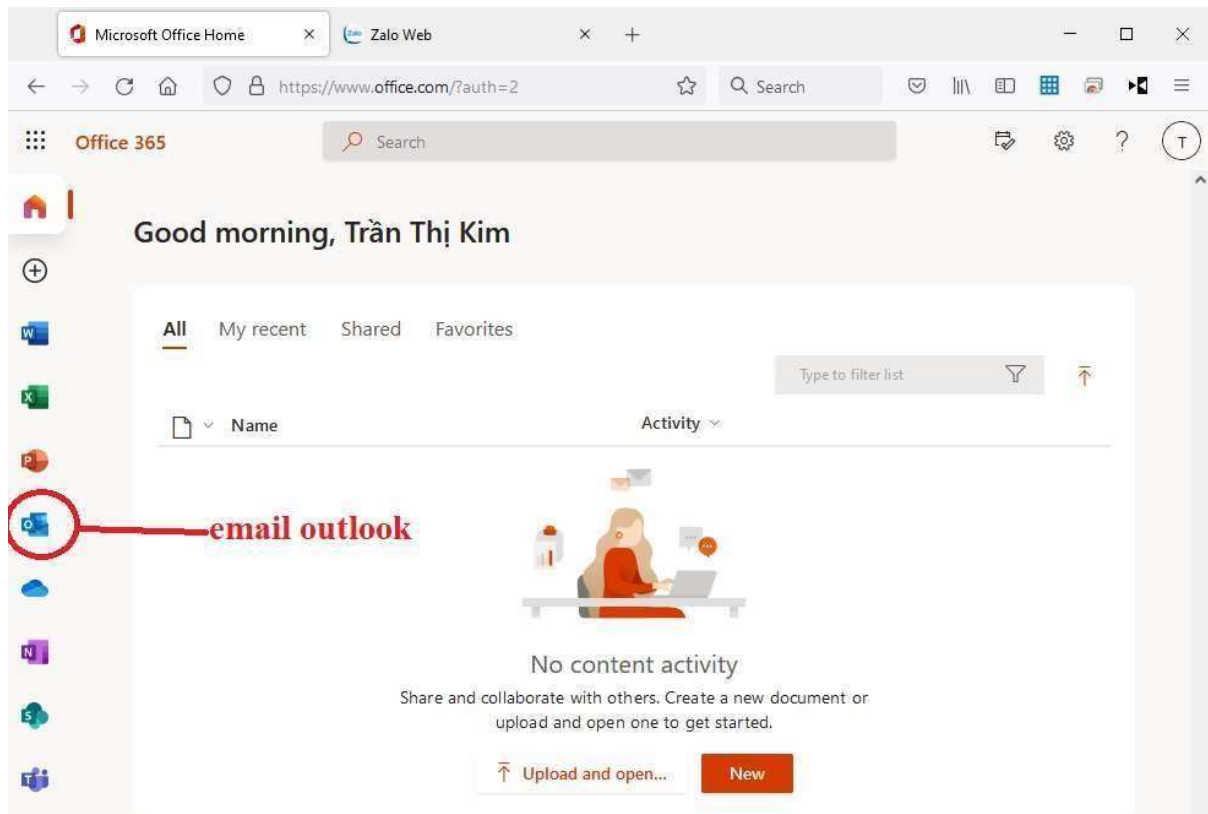 Microsoft Office Home
Zalo Web
https://www.office.com/?auth=2
Search
Office 365
Search
?
T
Good morning, Trần Thị Kim
All My recent Shared Favorites
Type to filter list
Name Activity
email outlook
No content activity
Share and collaborate with others. Create a new document or
upload and open one to get started.
Upload and open...
New